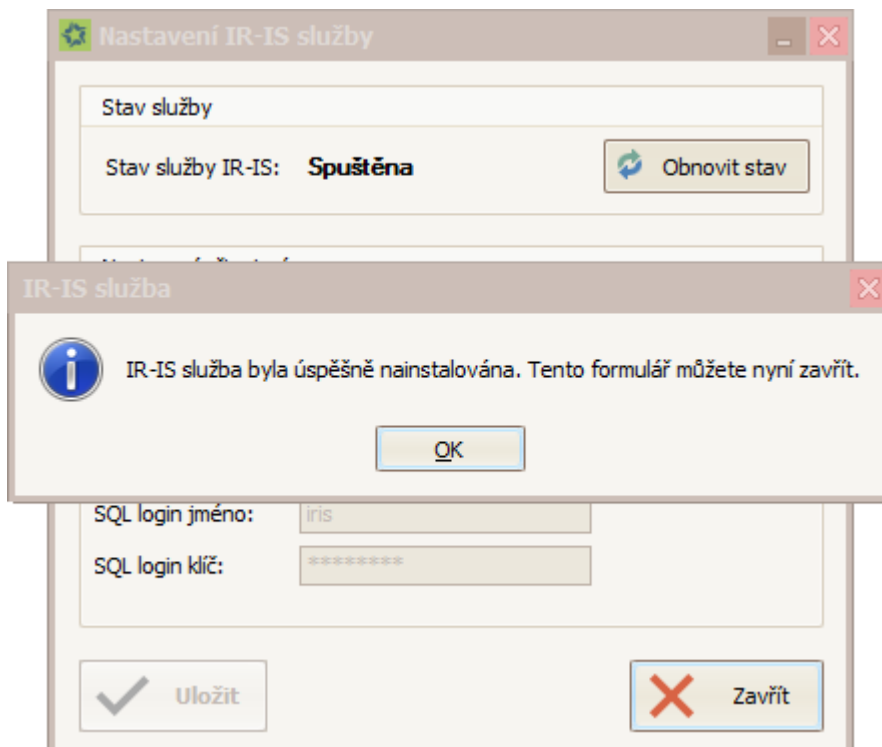 Nastavení IR-IS služby
Stav služby
Stav služby IR-IS: Spuštěna Obnovit stav
IR-IS služba
IR-IS služba byla úspěšně nainstalována. Tento formulář můžete nyní zavřít.
OK
SQL login jméno: iris
SQL login klíč: ********
Uložit Zavřít